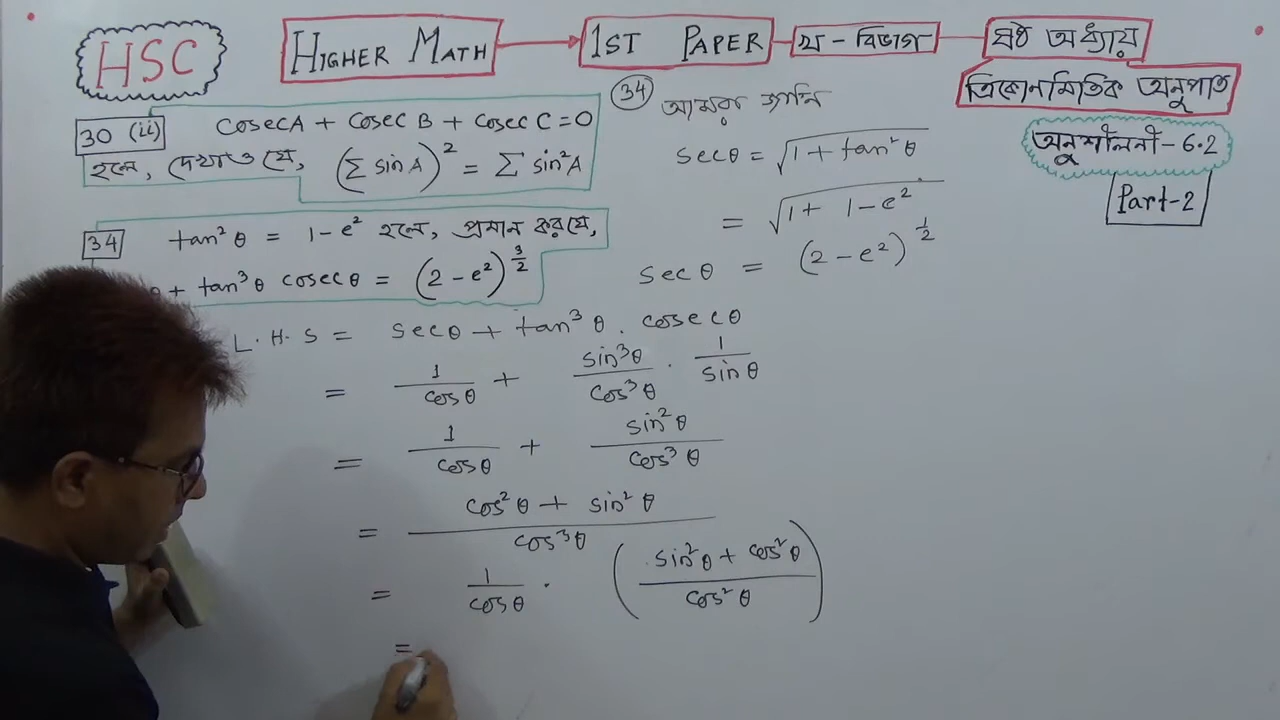 HSC HIGHER MATH 1ST PAPER খ - বিভাগ ষষ্ঠ অধ্যায়
ত্রিকোনমিতিক অনুপাত
অনুশীলনী - 6.2
Part-2
30 (ii) cosecA + cosec B + cosec C = 0
হলে, দেখাও যে, (∑ sin A)² = ∑ sin²A
34 tan²θ = 1 - e² হলে, প্রমান কর যে,
θ + tan³θ cosecθ = (2 - e²)^(3/2)
34 আমরা জানি
secθ = √(1 + tan²θ)
= √(1 + 1 - e²)
secθ = (2 - e²)^(1/2)
L.H.S = secθ + tan³θ . cosecθ
= 1/cosθ + sin³θ/cos³θ . 1/sinθ
= 1/cosθ + sin²θ/cos³θ
= (cos²θ + sin²θ)/cos³θ
= 1/cosθ . ((sin²θ + cos²θ)/cos²θ)
=